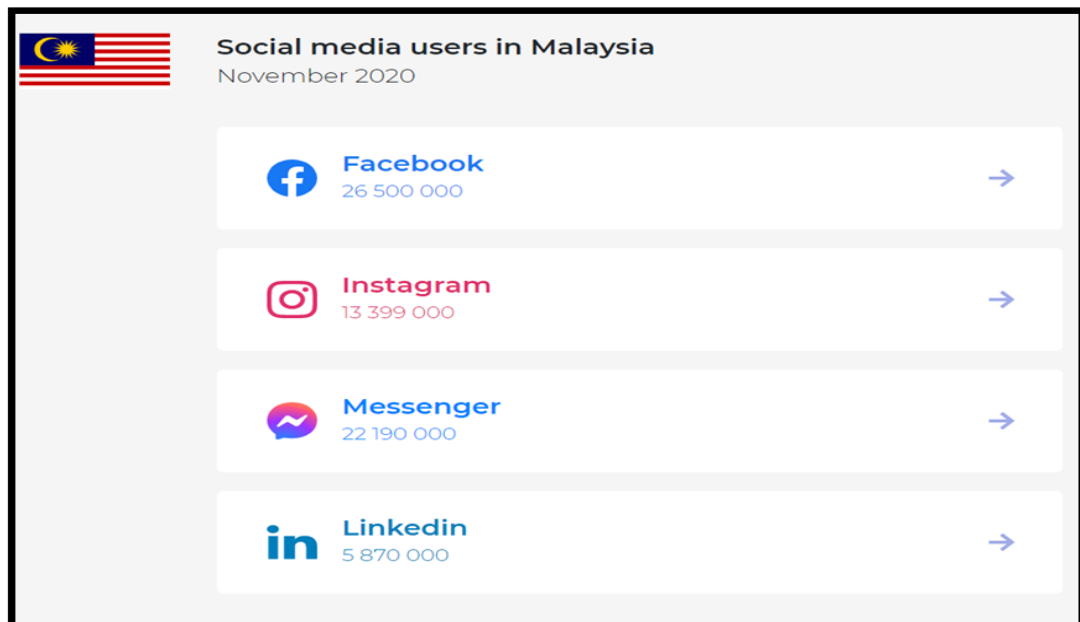 Social media users in Malaysia
November 2020
Facebook
26 500 000
Instagram
13 399 000
Messenger
22 190 000
in
Linkedin
5 870 000